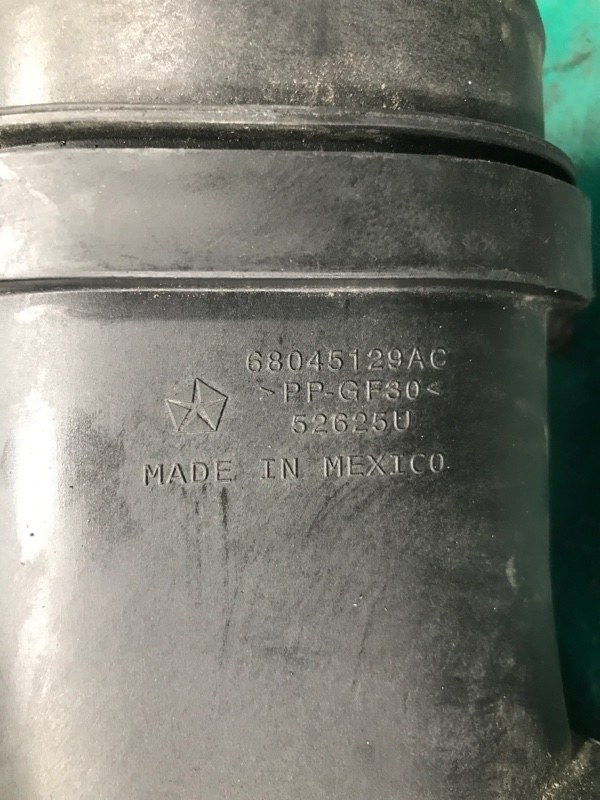 68045129AC
>PP-GF30<
52625U
MADE IN MEXICO